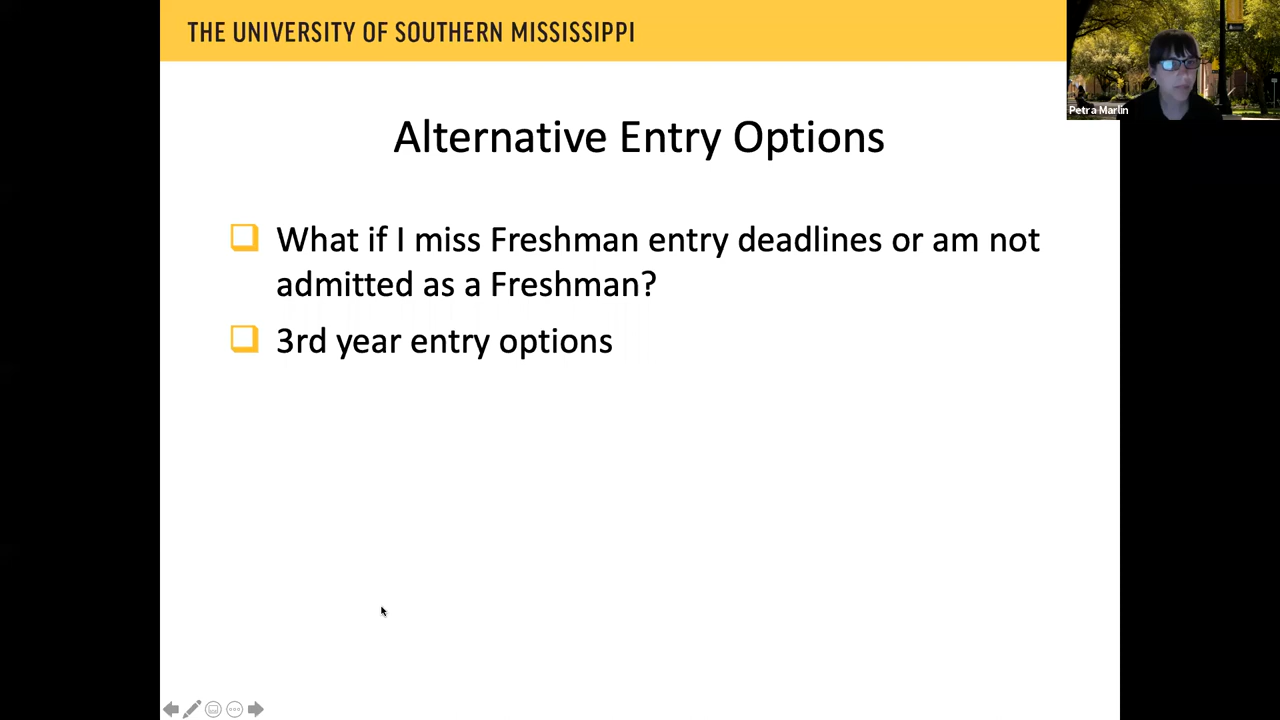 THE UNIVERSITY OF SOUTHERN MISSISSIPPI
Petra Marlin
Alternative Entry Options
What if I miss Freshman entry deadlines or am not
admitted as a Freshman?
3rd year entry options